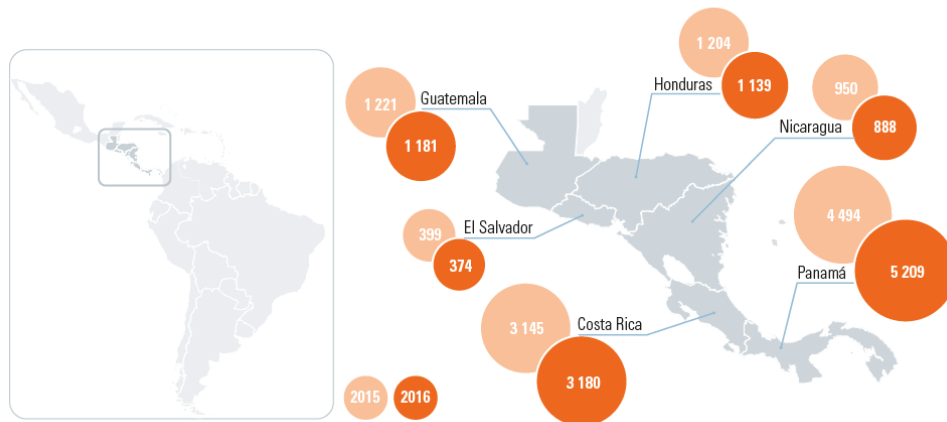 1 204
Honduras
1 139
1 221
Guatemala
1 181
950
Nicaragua
888
399
El Salvador
374
4 494
Panamá
5 209
3 145
Costa Rica
3 180
2015
2016